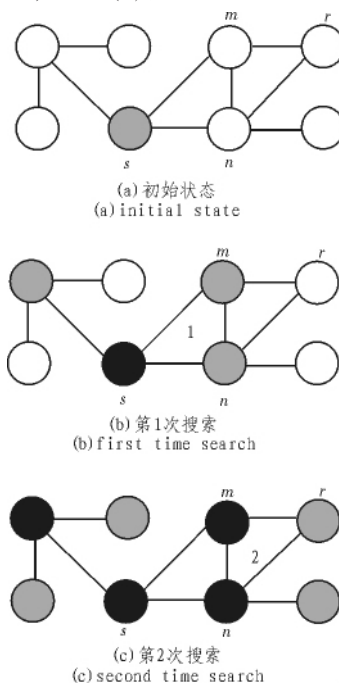 m r
s n
(a)初始状态
(a)initial state
m r
1
s n
(b)第1次搜索
(b)first time search
m r
2
s n
(c)第2次搜索
(c)second time search